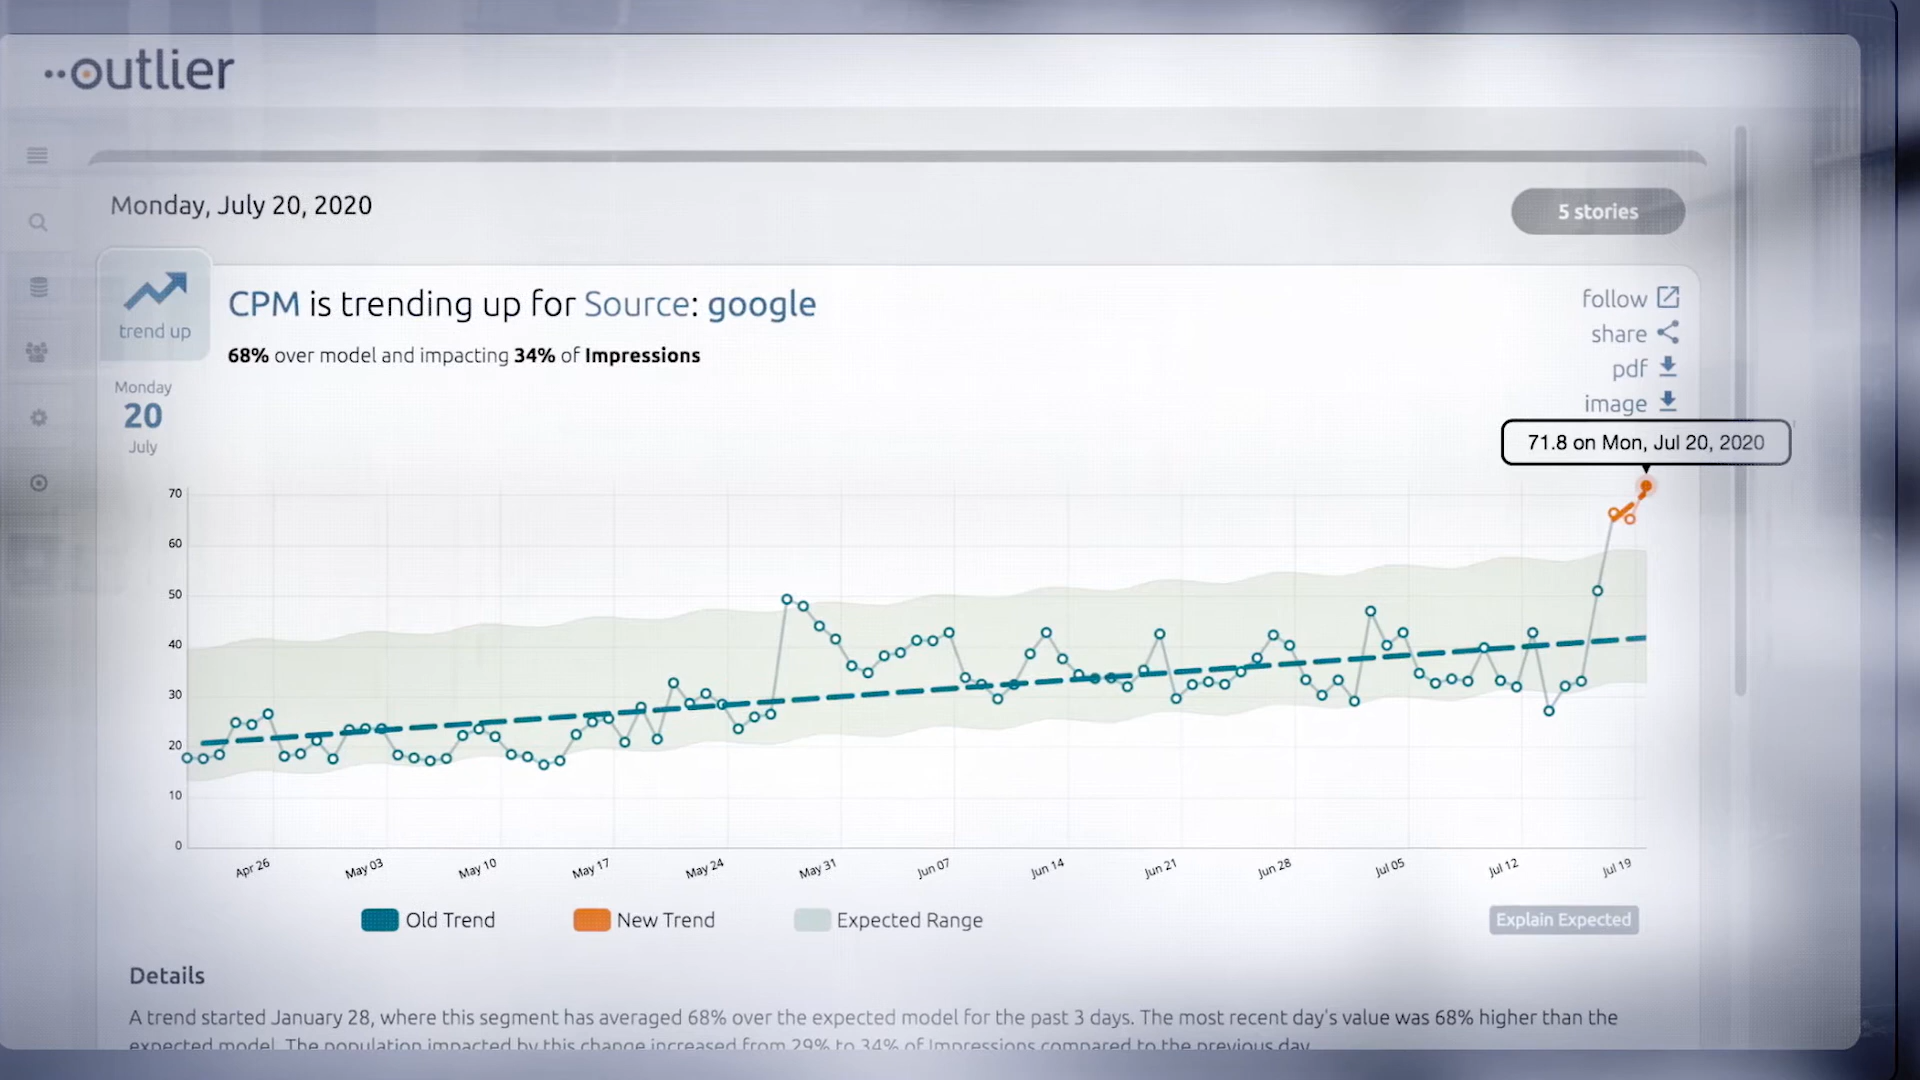 outlier
Monday, July 20, 2020
5 stories
trend up
CPM is trending up for Source: google
68% over model and impacting 34% of Impressions
follow
share
pdf
image
Monday
20
July
71.8 on Mon, Jul 20, 2020
70
60
50
40
30
20
10
0
Apr 26 May 03 May 10 May 17 May 24 May 31 Jun 07 Jun 14 Jun 21 Jun 28 Jul 05 Jul 12 Jul 19
Old Trend New Trend Expected Range
Explain Expected
Details
A trend started January 28, where this segment has averaged 68% over the expected model for the past 3 days. The most recent day's value was 68% higher than the
expected model. The population impacted by this change increased from 29% to 34% of Impressions compared to the previous day.